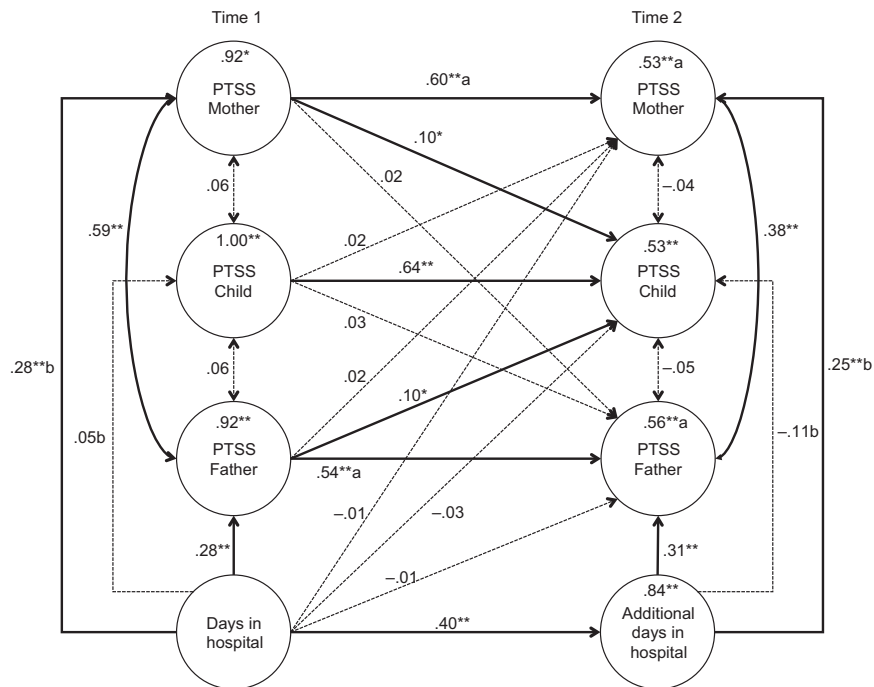 Time 1
Time 2
.92*
PTSS
Mother
.53**a
PTSS
Mother
.60**a
.10*
.02
.06
–.04
.59**
.38**
1.00**
PTSS
Child
.53**
PTSS
Child
.02
.64**
.03
.06
–.05
.28**b
.25**b
.02
.10*
.05b
–.11b
.92**
PTSS
Father
.56**a
PTSS
Father
.54**a
–.01
–.03
.28**
.31**
–.01
Days in
hospital
.40**
.84**
Additional
days in
hospital